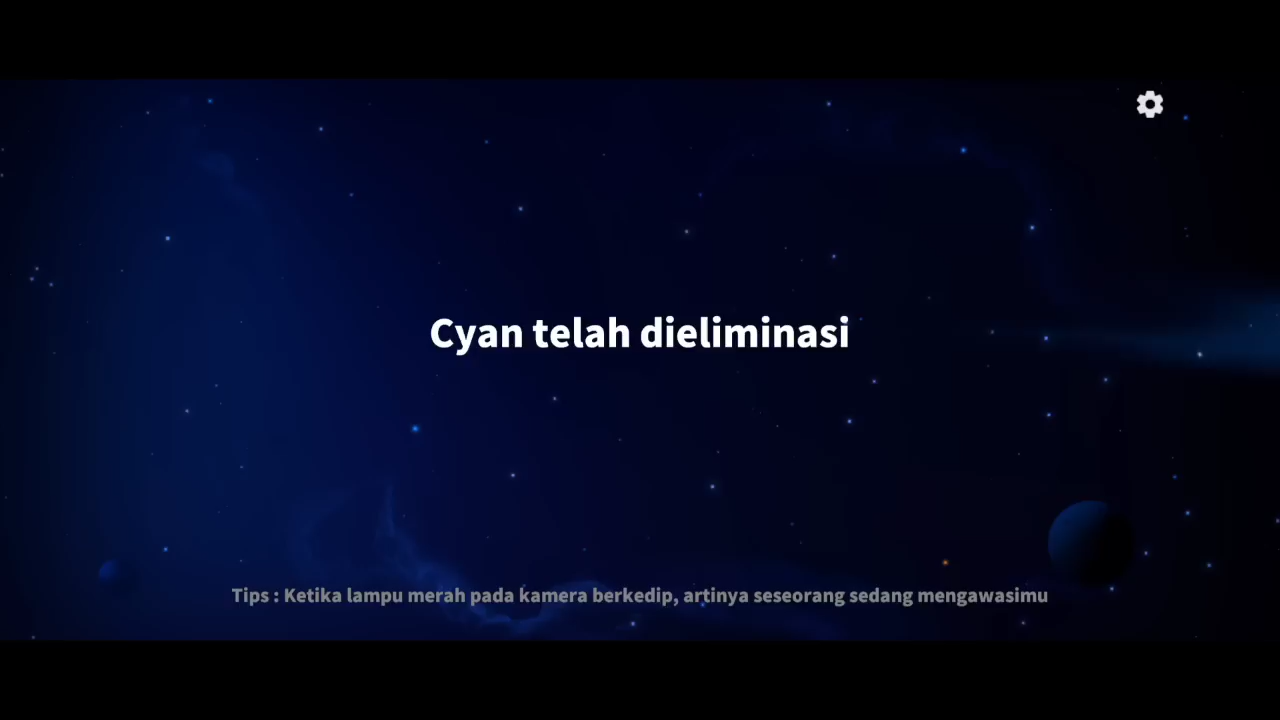 Cyan telah dieliminasi
Tips : Ketika lampu merah pada kamera berkedip, artinya seseorang sedang mengawasimu